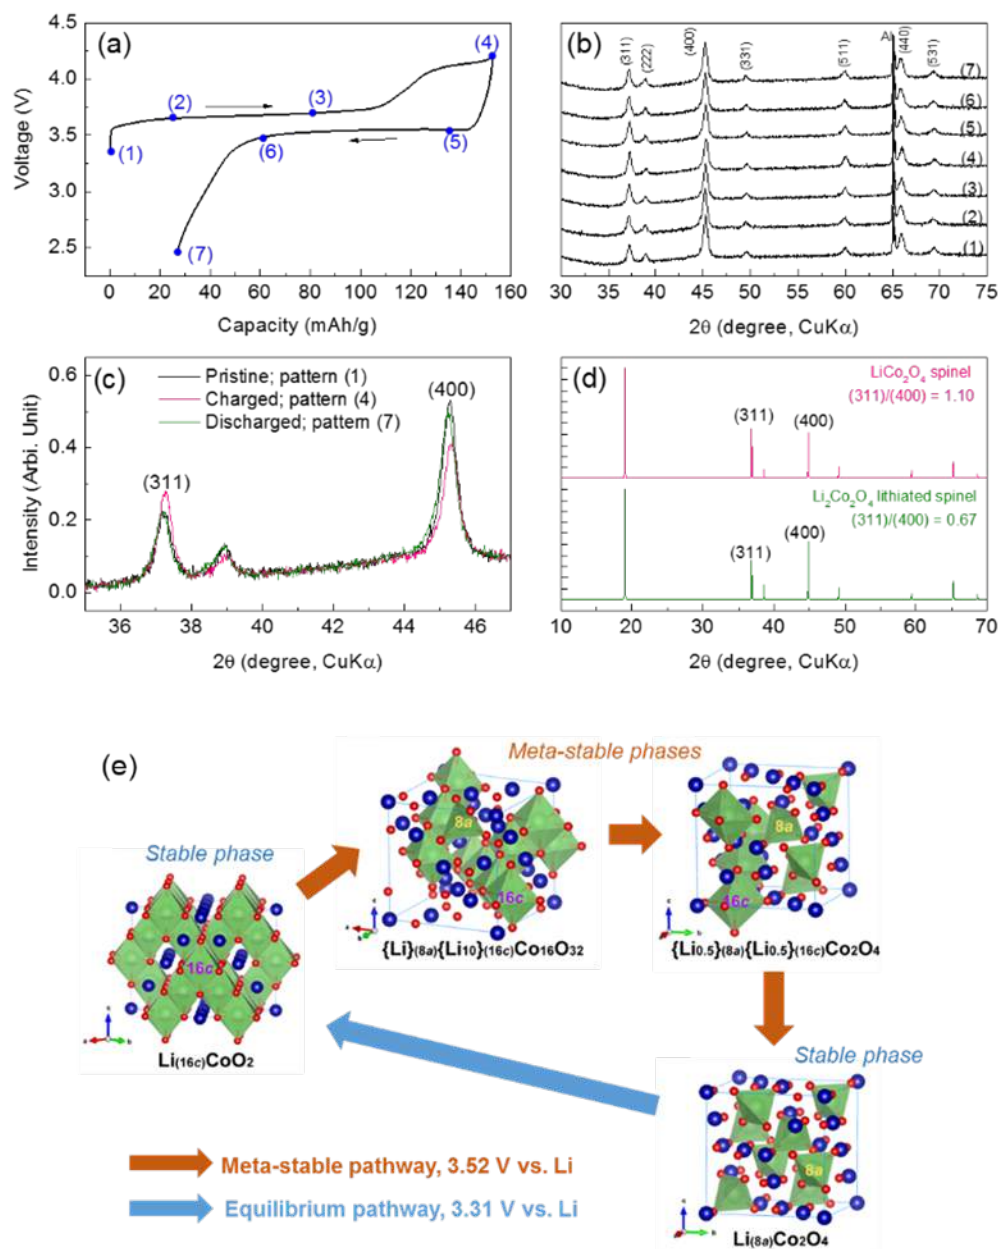 (a)
4.5
4.0
3.5
3.0
2.5
Voltage (V)
(1)
(2)
(3)
(4)
(5)
(6)
(7)
0 20 40 60 80 100 120 140 160
Capacity (mAh/g)
(b)
(311)
(222)
(400)
(331)
(511)
Al
(440)
(531)
(7)
(6)
(5)
(4)
(3)
(2)
(1)
30 35 40 45 50 55 60 65 70 75
2θ (degree, CuKα)
(c)
0.6
0.4
0.2
0.0
Intensity (Arbi. Unit)
Pristine; pattern (1)
Charged; pattern (4)
Discharged; pattern (7)
(311)
(400)
36 38 40 42 44 46
2θ (degree, CuKα)
(d)
LiCo₂O₄ spinel
(311)/(400) = 1.10
(311)
(400)
Li₂Co₂O₄ lithiated spinel
(311)/(400) = 0.67
(311)
(400)
10 20 30 40 50 60 70
2θ (degree, CuKα)
(e)
Meta-stable phases
Stable phase
8a
16c
{Li}(8a){Li10}(16c)Co16O32
8a
16c
{Li0.5}(8a){Li0.5}(16c)Co2O4
16c
a b c
Li(16c)CoO2
Stable phase
8a
Li(8a)Co2O4
Meta-stable pathway, 3.52 V vs. Li
Equilibrium pathway, 3.31 V vs. Li